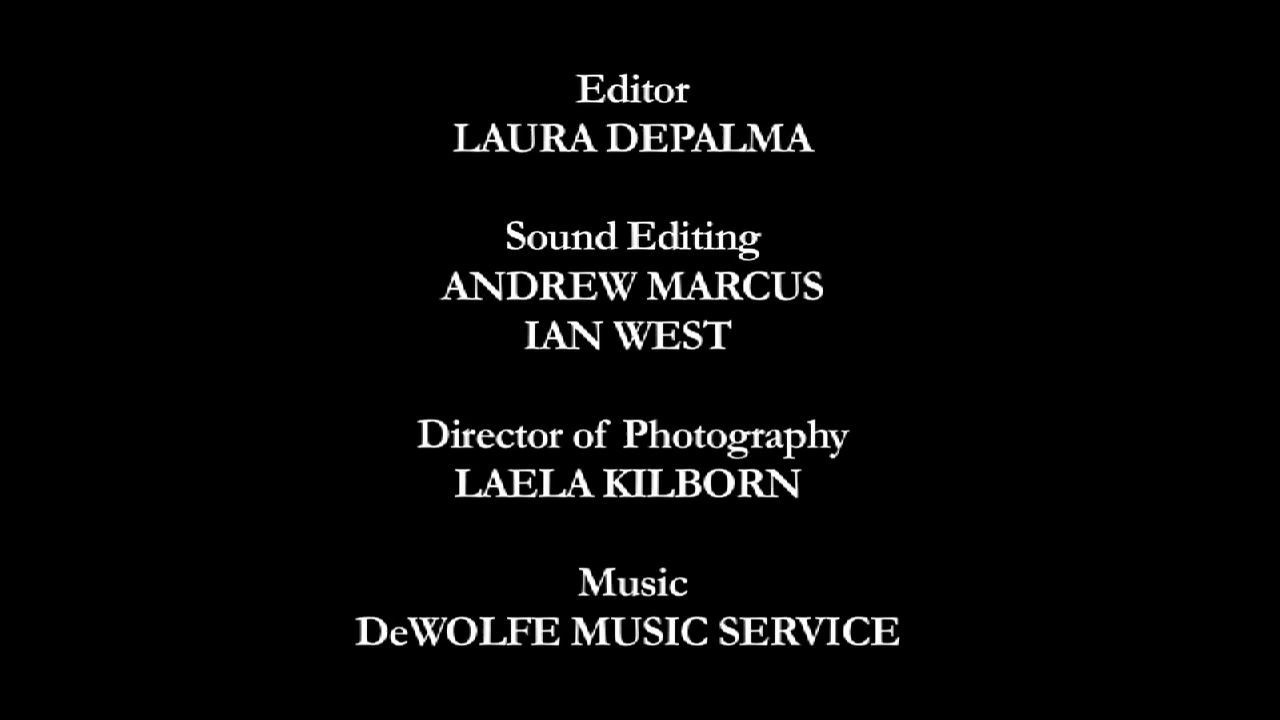 Editor
LAURA DEPALMA
Sound Editing
ANDREW MARCUS
IAN WEST
Director of Photography
LAELA KILBORN
Music
DeWOLFE MUSIC SERVICE